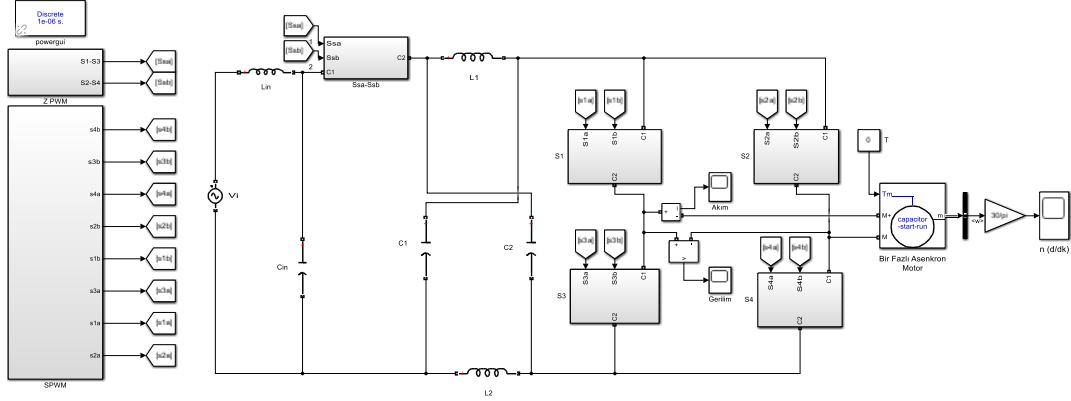 Discrete
1e-06 s.
powergui
S1-S3
[Ssa]
S2-S4
[Ssb]
Z PWM
s4b
[s4b]
s3b
[s3b]
s4a
[s4a]
s2b
[s2b]
s1b
[s1b]
s3a
[s3a]
s1a
[s1a]
s2a
[s2a]
SPWM
Vi
Lin
Cin
[Ssa]
[Ssb]
1
2
Ssa
Ssb
C1
C2
Ssa-Ssb
L1
C1
C2
L2
[s1a]
[s1b]
S1a
S1b
C1
C2
S1
[s2a]
[s2b]
S2a
S2b
C1
C2
S2
[s3a]
[s3b]
S3a
S3b
C1
C2
S3
[s4a]
[s4b]
S4a
S4b
C1
C2
S4
+
-
i
Akım
+
-
v
Gerilim
0
T
Tm
M+
M
m
capacitor
-start-run
Bir Fazlı Asenkron
Motor
<w>
30/pi
n (d/dk)